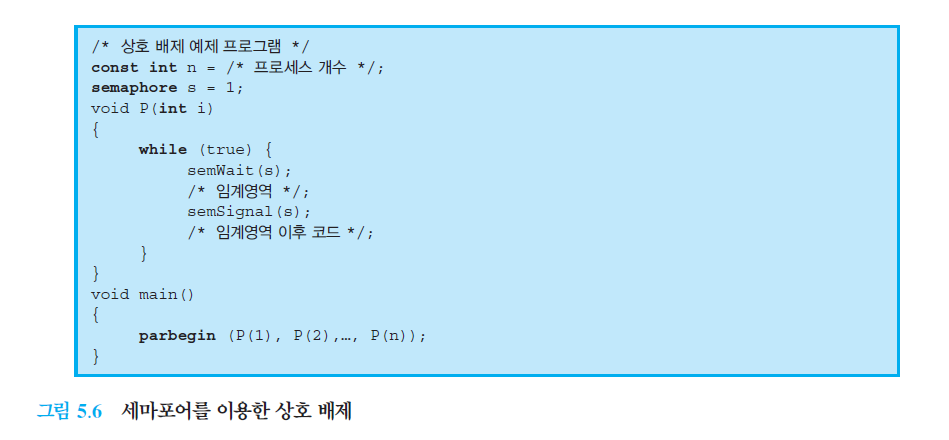 /* 상호 배제 예제 프로그램 */
const int n = /* 프로세스 개수 */;
semaphore s = 1;
void P(int i)
{
     while (true) {
          semWait(s);
          /* 임계영역 */;
          semSignal(s);
          /* 임계영역 이후 코드 */;
     }
}
void main()
{
     parbegin (P(1), P(2),…, P(n));
}
그림 5.6 세마포어를 이용한 상호 배제